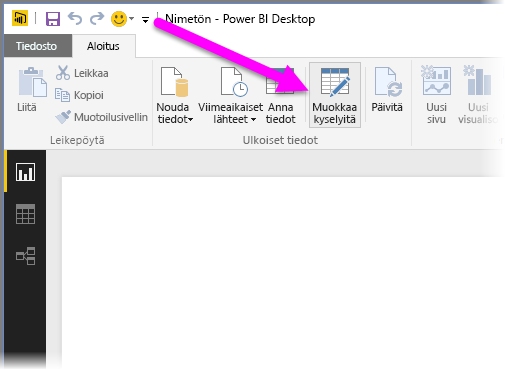 Nimetön - Power BI Desktop
Tiedosto
Aloitus
Liitä
Leikkaa
Kopioi
Muotoilusivellin
Leikepöytä
Nouda
tiedot
Viimeaikaiset
lähteet
Anna
tiedot
Muokkaa
kyselyitä
Päivitä
Ulkoiset tiedot
Uusi
sivu
Uusi